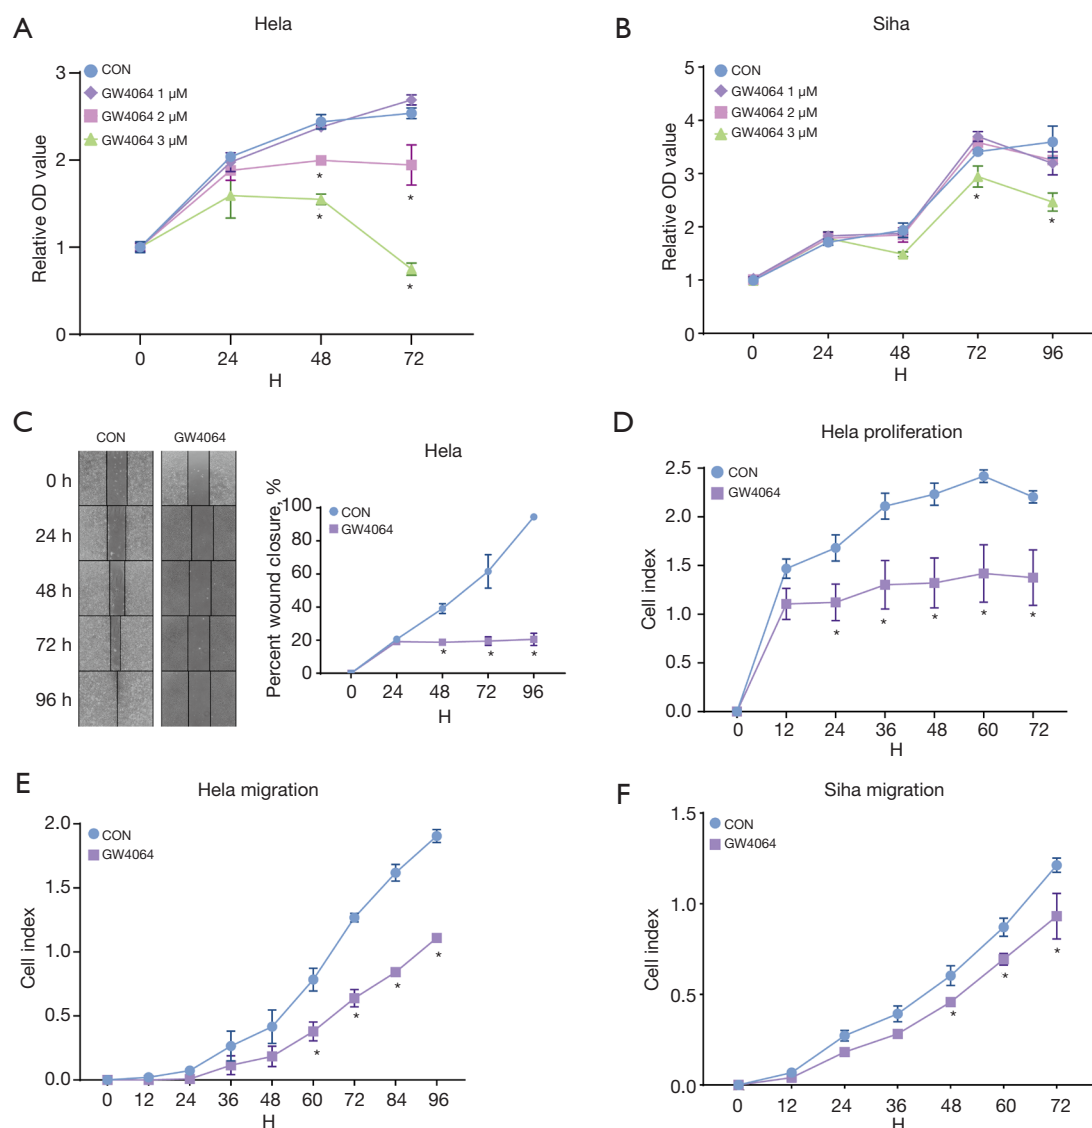 A
Hela
CON
GW4064 1 μM
GW4064 2 μM
GW4064 3 μM
Relative OD value
3
2
1
0
*
*
*
*
0 24 48 72
H
B
Siha
CON
GW4064 1 μM
GW4064 2 μM
GW4064 3 μM
Relative OD value
5
4
3
2
1
0
*
*
0 24 48 72 96
H
C
CON GW4064
0 h
24 h
48 h
72 h
96 h
Hela
CON
GW4064
Percent wound closure, %
100
80
60
40
20
0
* * *
0 24 48 72 96
H
D
Hela proliferation
CON
GW4064
Cell index
2.5
2.0
1.5
1.0
0.5
0.0
* * * * *
0 12 24 36 48 60 72
H
E
Hela migration
CON
GW4064
Cell index
2.0
1.5
1.0
0.5
0.0
* * * *
0 12 24 36 48 60 72 84 96
H
F
Siha migration
CON
GW4064
Cell index
1.5
1.0
0.5
0.0
* * *
0 12 24 36 48 60 72
H